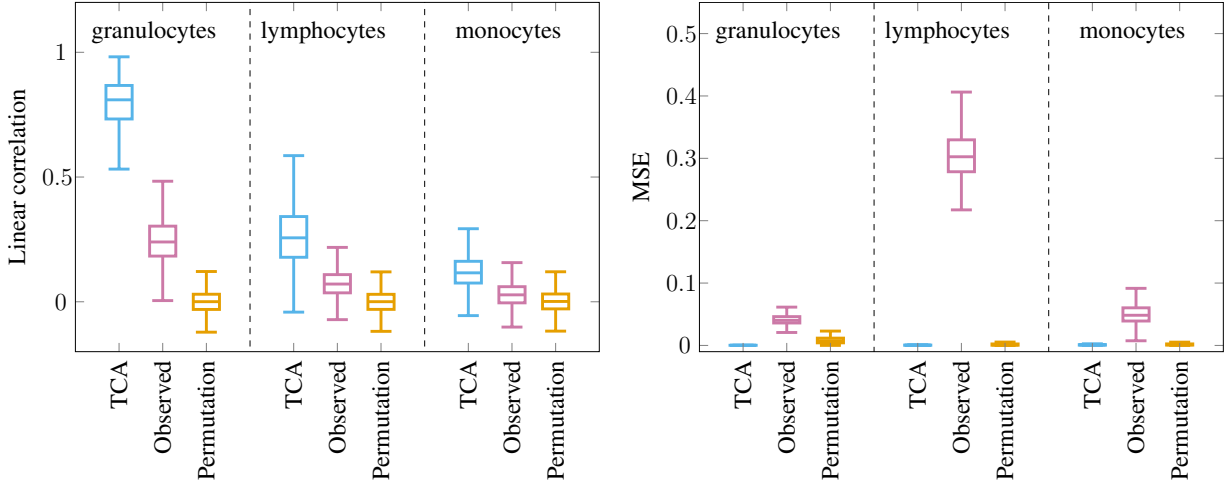 granulocytes lymphocytes monocytes
1
0.5
0
Linear correlation
TCA
Observed
Permutation
TCA
Observed
Permutation
TCA
Observed
Permutation
granulocytes lymphocytes monocytes
0.5
0.4
0.3
0.2
0.1
0
MSE
TCA
Observed
Permutation
TCA
Observed
Permutation
TCA
Observed
Permutation